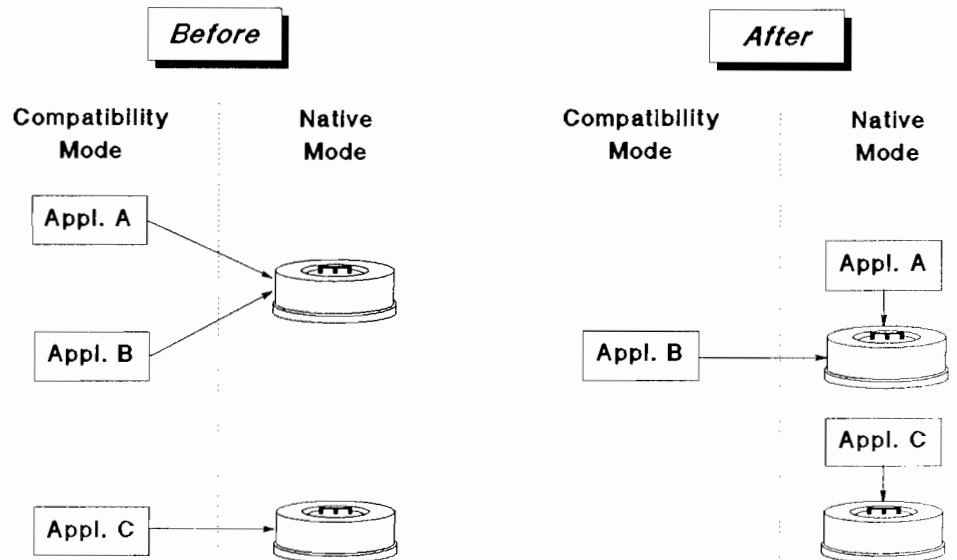 Before
After
Compatibility
Mode
Native
Mode
Compatibility
Mode
Native
Mode
Appl. A
Appl. B
Appl. C
Appl. A
Appl. B
Appl. C